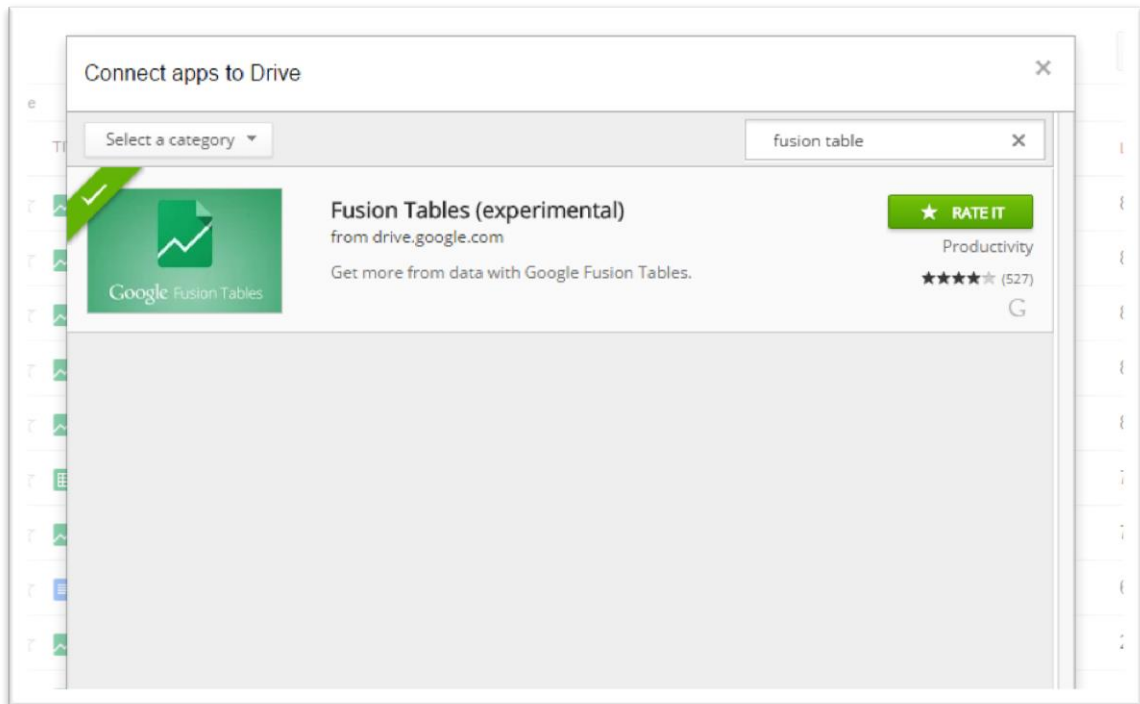 Connect apps to Drive
Select a category
fusion table
Google Fusion Tables
Fusion Tables (experimental)
from drive.google.com
Get more from data with Google Fusion Tables.
RATE IT
Productivity
(527)
G